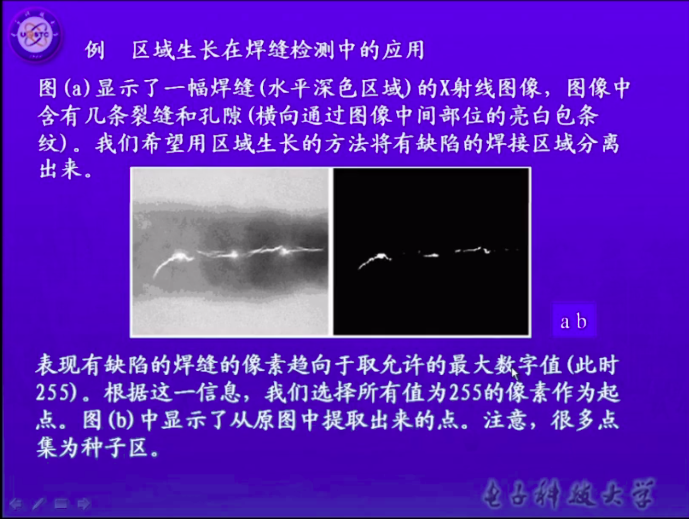 例 区域生长在焊缝检测中的应用
图(a)显示了一幅焊缝(水平深色区域)的X射线图像，图像中
含有几条裂缝和孔隙(横向通过图像中间部位的亮白包条
纹)。我们希望用区域生长的方法将有缺陷的焊接区域分离
出来。
a b
表现有缺陷的焊缝的像素趋向于取允许的最大数字值(此时
255)。根据这一信息，我们选择所有值为255的像素作为起
点。图(b)中显示了从原图中提取出来的点。注意，很多点
集为种子区。
电子科技大学